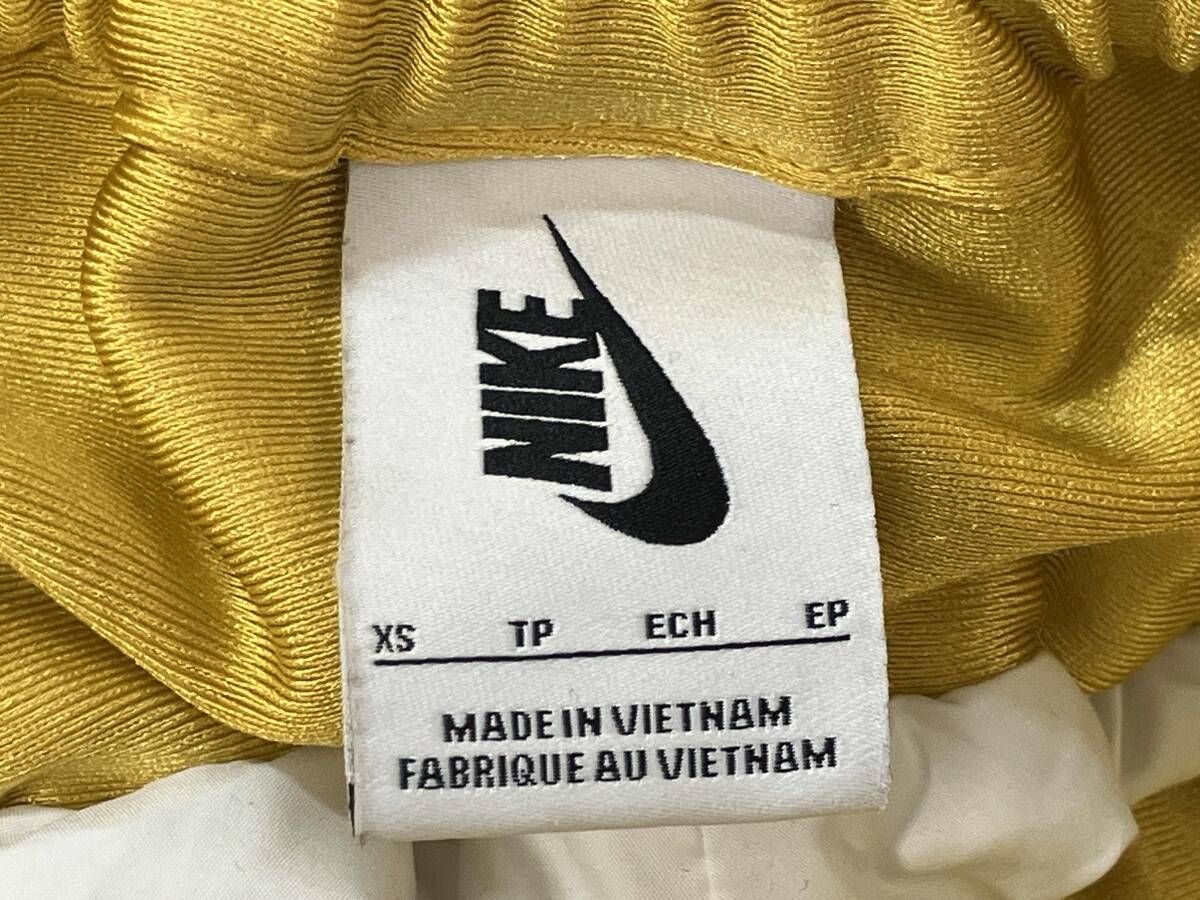 NIKE
XS TP ECH EP
MADE IN VIETNAM
FABRIQUE AU VIETNAM